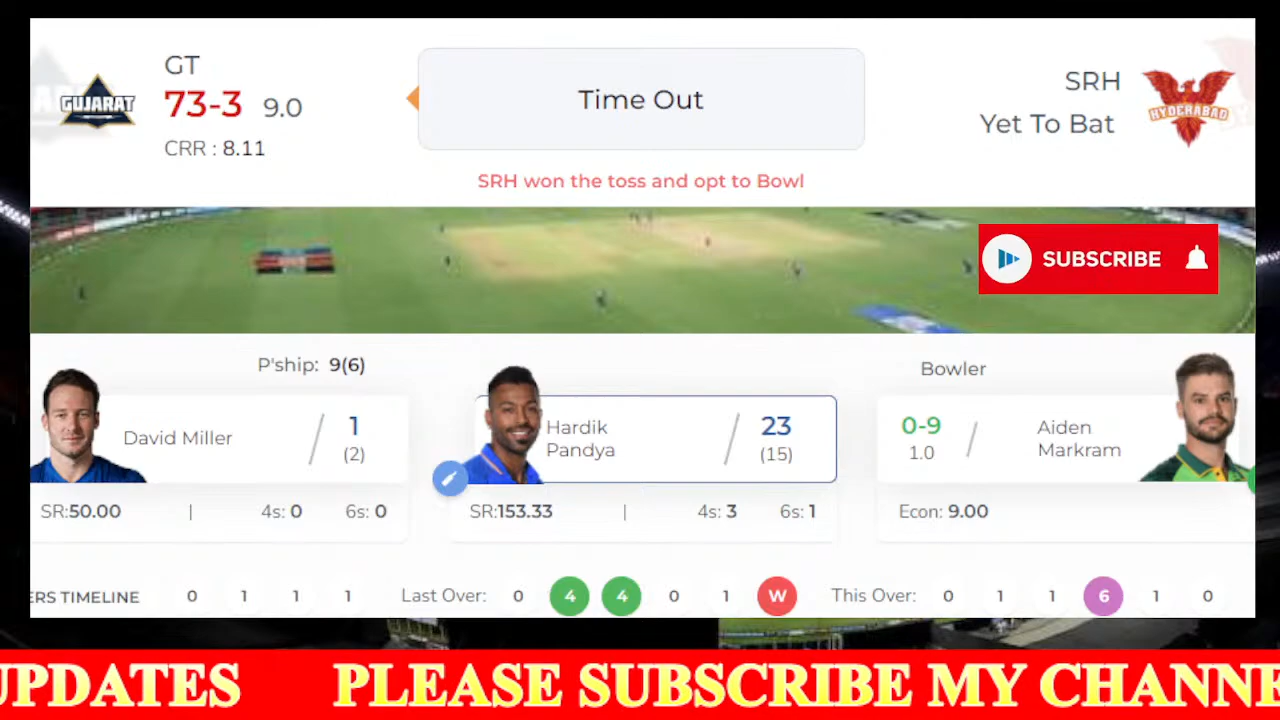 GT
73-3 9.0
CRR : 8.11
GUJARAT
Time Out
SRH won the toss and opt to Bowl
SRH
Yet To Bat
HYDERABAD
SUBSCRIBE
P'ship: 9(6)
David Miller
1
(2)
SR:50.00 | 4s: 0 6s: 0
Hardik
Pandya
23
(15)
SR:153.33 | 4s: 3 6s: 1
Bowler
0-9
1.0
Aiden
Markram
Econ: 9.00
ERS TIMELINE 0 1 1 1 Last Over: 0 4 4 0 1 W This Over: 0 1 1 6 1 0
UPDATES PLEASE SUBSCRIBE MY CHANNE